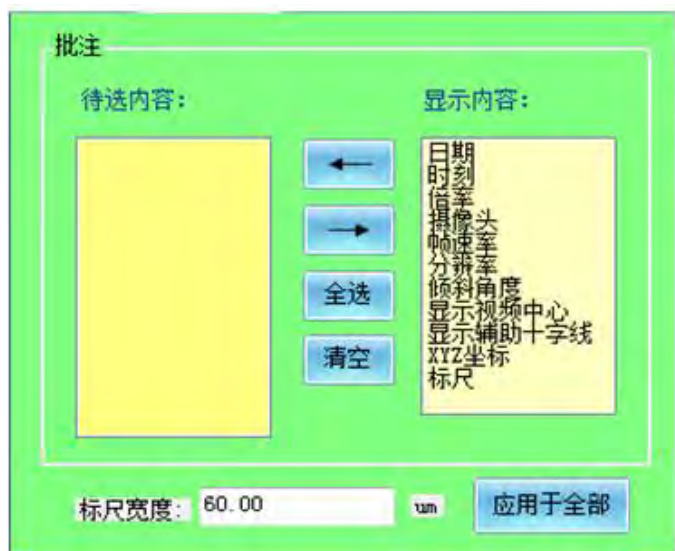 批注
待选内容:
显示内容:
←
→
全选
清空
日期
时刻
倍率
摄像头
帧速率
分辨率
倾斜角度
显示视频中心
显示辅助十字线
XYZ坐标
标尺
标尺宽度: 60.00 um 应用于全部